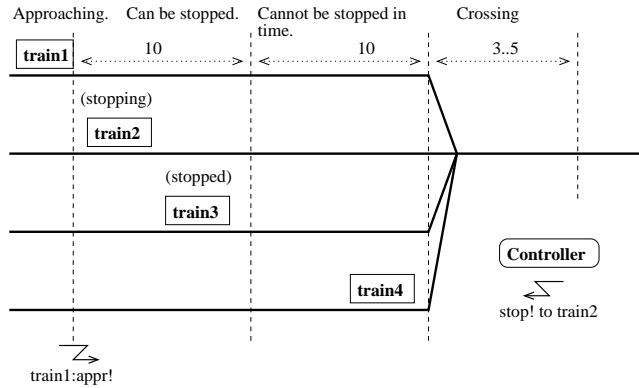 Approaching.
Can be stopped.
Cannot be stopped in
time.
Crossing
train1
10
10
3..5
(stopping)
train2
(stopped)
train3
train4
Controller
stop! to train2
train1:appr!